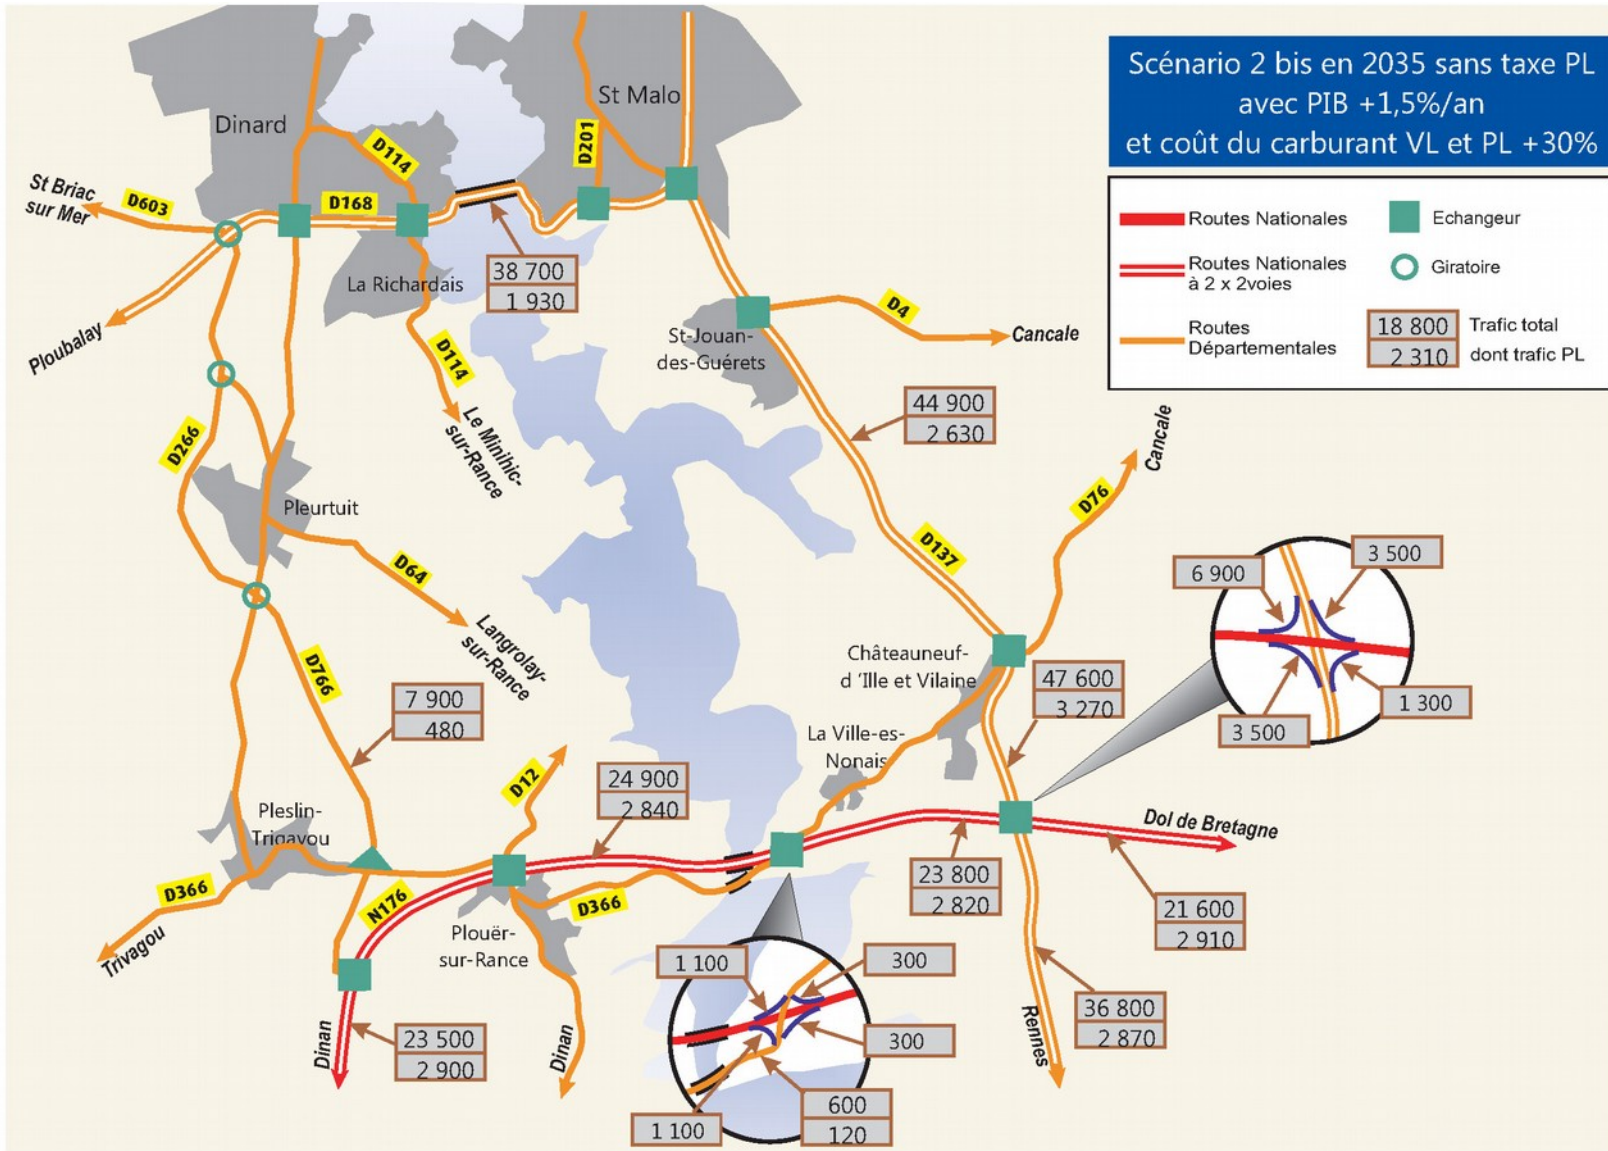 Scénario 2 bis en 2035 sans taxe PL
avec PIB +1,5%/an
et coût du carburant VL et PL +30%
Routes Nationales
Echangeur
Routes Nationales
à 2 x 2voies
Giratoire
Routes
Départementales
18 800
2 310
Trafic total
dont trafic PL
Dinard
St Malo
D114
D201
St Briac
sur Mer
D603
D168
La Richardais
38 700
1 930
Ploubalay
D114
St-Jouan-
des-Guérets
D4
Cancale
Le Minihic-
sur-Rance
44 900
2 630
D266
Pleurtuit
Cancale
D76
D137
D64
Langrolay-
sur-Rance
6 900
3 500
3 500
1 300
D766
Châteauneuf-
d 'Ille et Vilaine
47 600
3 270
7 900
480
La Ville-es-
Nonais
D12
24 900
2 840
Pleslin-
Trigavou
Dol de Bretagne
D366
N176
D366
23 800
2 820
21 600
2 910
Trivagou
Plouër-
sur-Rance
1 100
300
300
36 800
2 870
Rennes
Dinan
23 500
2 900
Dinan
1 100
600
120